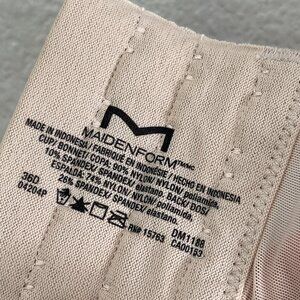 M
MAIDENFORM
MADE IN INDONESIA / FABRIQUÉ EN INDONÉSIE / HECHO EN INDONESIA
CUP/ BONNET/ COPA: 90% NYLON/ NYLON/ poliamida,
10% SPANDEX/ SPANDEX/ elastano. BACK/ DOS/
ESPALDA: 74% NYLON/ NYLON/ poliamida,
26% SPANDEX/ SPANDEX/ elastano.
36D
04204P
DM1188
RN# 15763 CA00153